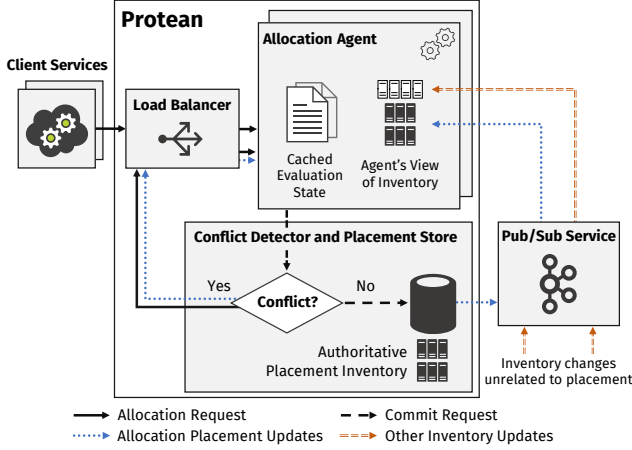 Protean
Client Services
Load Balancer
Allocation Agent
Cached
Evaluation
State
Agent's View
of Inventory
Conflict Detector and Placement Store
Yes
Conflict?
No
Authoritative
Placement Inventory
Pub/Sub Service
Inventory changes
unrelated to placement
Allocation Request
Commit Request
Allocation Placement Updates
Other Inventory Updates